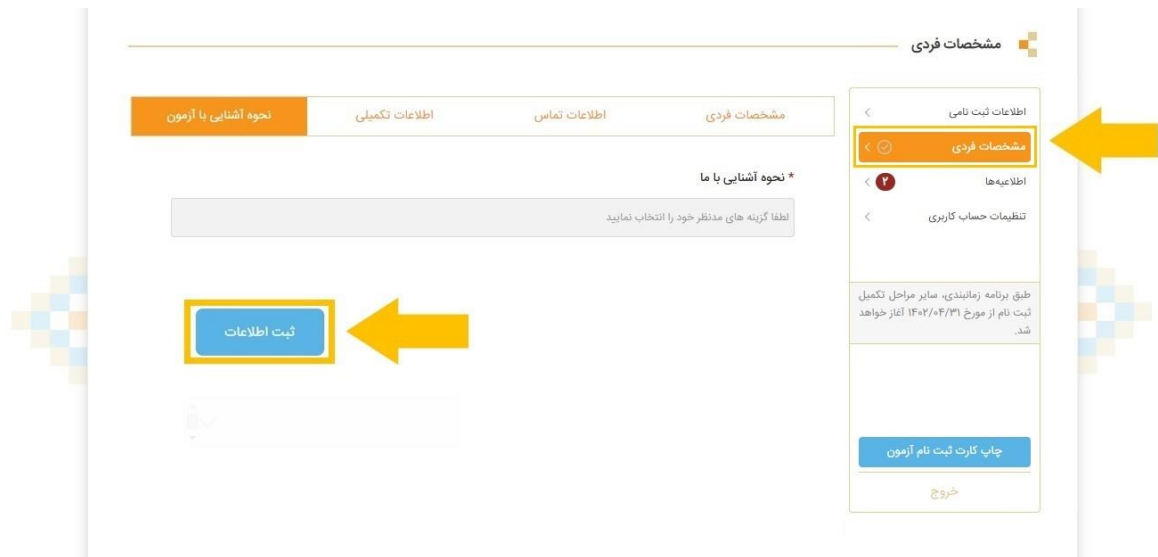 مشخصات فردی
اطلاعات ثبت نامی
مشخصات فردی
اطلاعیه‌ها
۲
تنظیمات حساب کاربری
طبق برنامه زمانبندی، سایر مراحل تکمیل
ثبت نام از مورخ ۱۴۰۲/۰۴/۳۱ آغاز خواهد
شد.
چاپ کارت ثبت نام آزمون
خروج
مشخصات فردی
اطلاعات تماس
اطلاعات تکمیلی
نحوه آشنایی با آزمون
* نحوه آشنایی با ما
لطفا گزینه های مدنظر خود را انتخاب نمایید
ثبت اطلاعات